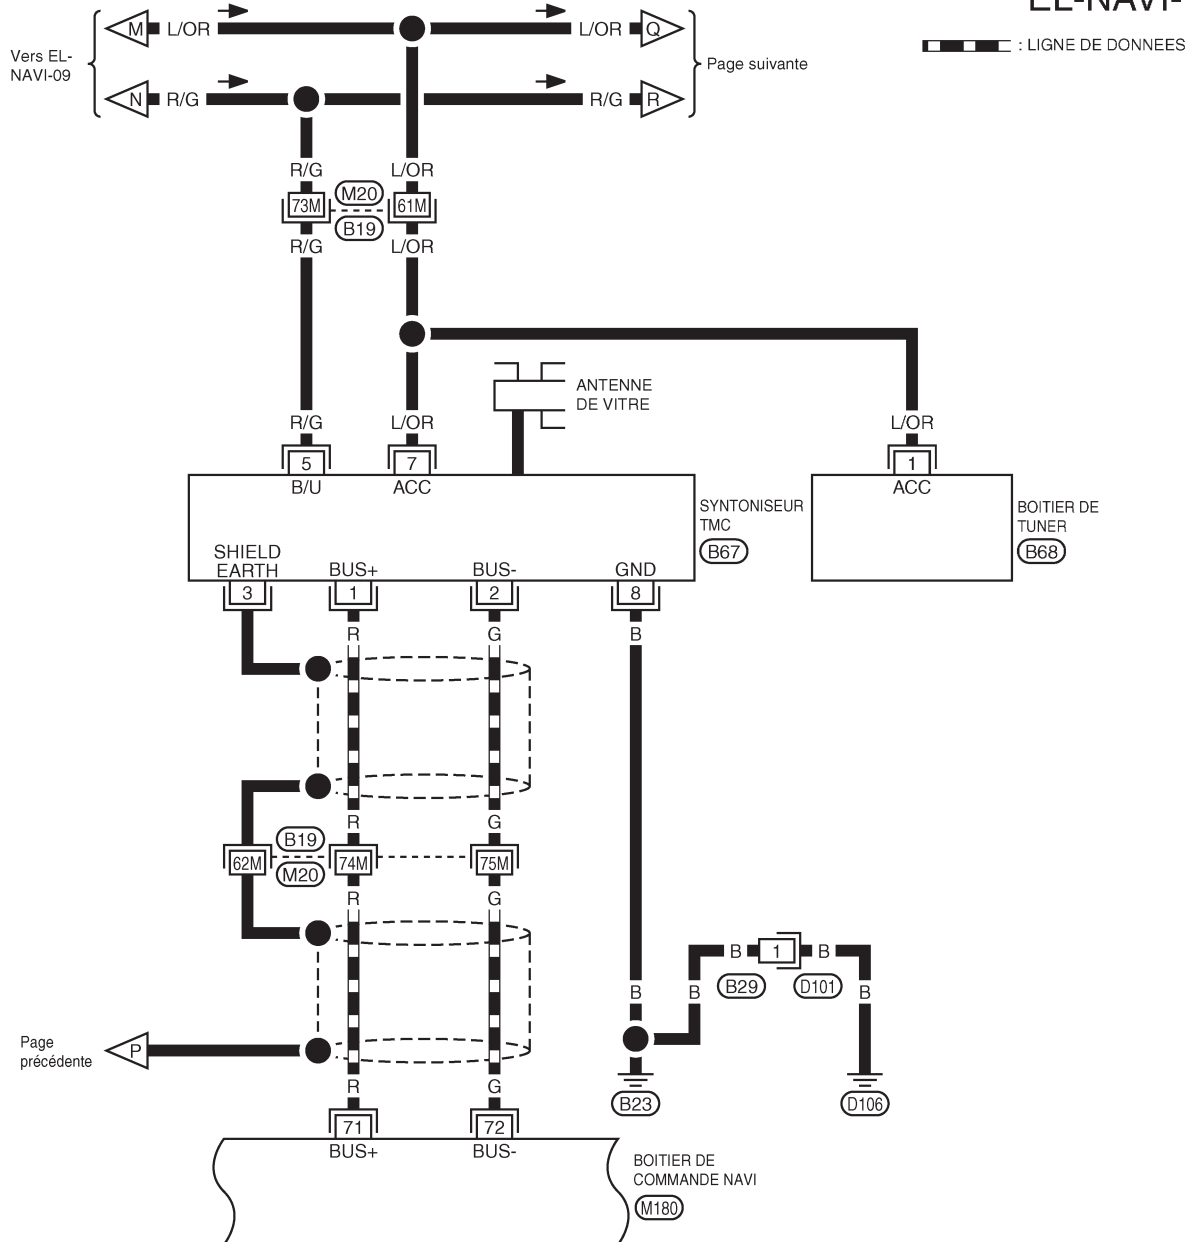 EL-NAVI-
: LIGNE DE DONNEES
M L/OR L/OR Q
Vers EL-
NAVI-09
Page suivante
N R/G R/G R
R/G L/OR
73M M20 61M
B19
R/G L/OR
ANTENNE
DE VITRE
R/G L/OR L/OR
5 7 1
B/U ACC ACC
SYNTONISEUR
TMC
B67
BOITIER DE
TUNER
B68
SHIELD
EARTH BUS+ BUS- GND
3 1 2 8
R G B
R G
B19
62M 74M 75M
M20
R G
B 1 B
B29 D101
B B B
Page
précédente
P
R G
B23 D106
71 72
BUS+ BUS-
BOITIER DE
COMMANDE NAVI
M180